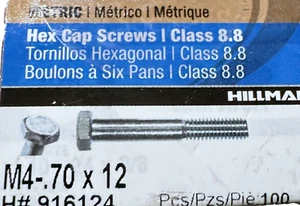 METRIC | Métrico | Métrique
Hex Cap Screws | Class 8.8
Tornillos Hexagonal | Class 8.8
Boulons à Six Pans | Class 8.8
HILLMA
M4-.70 x 12
H# 916124
Pcs/Pzs/Piè 100